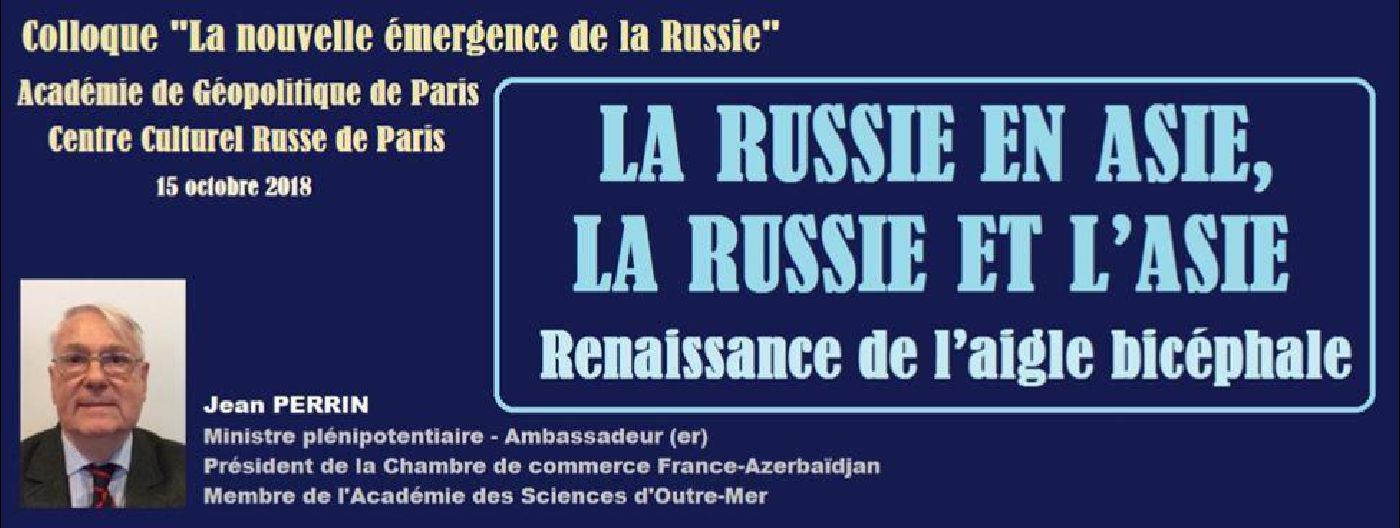 Colloque "La nouvelle émergence de la Russie"
Académie de Géopolitique de Paris
Centre Culturel Russe de Paris
15 octobre 2018
LA RUSSIE EN ASIE,
LA RUSSIE ET L’ASIE
Renaissance de l’aigle bicéphale
Jean PERRIN
Ministre plénipotentiaire - Ambassadeur (er)
Président de la Chambre de commerce France-Azerbaïdjan
Membre de l'Académie des Sciences d'Outre-Mer